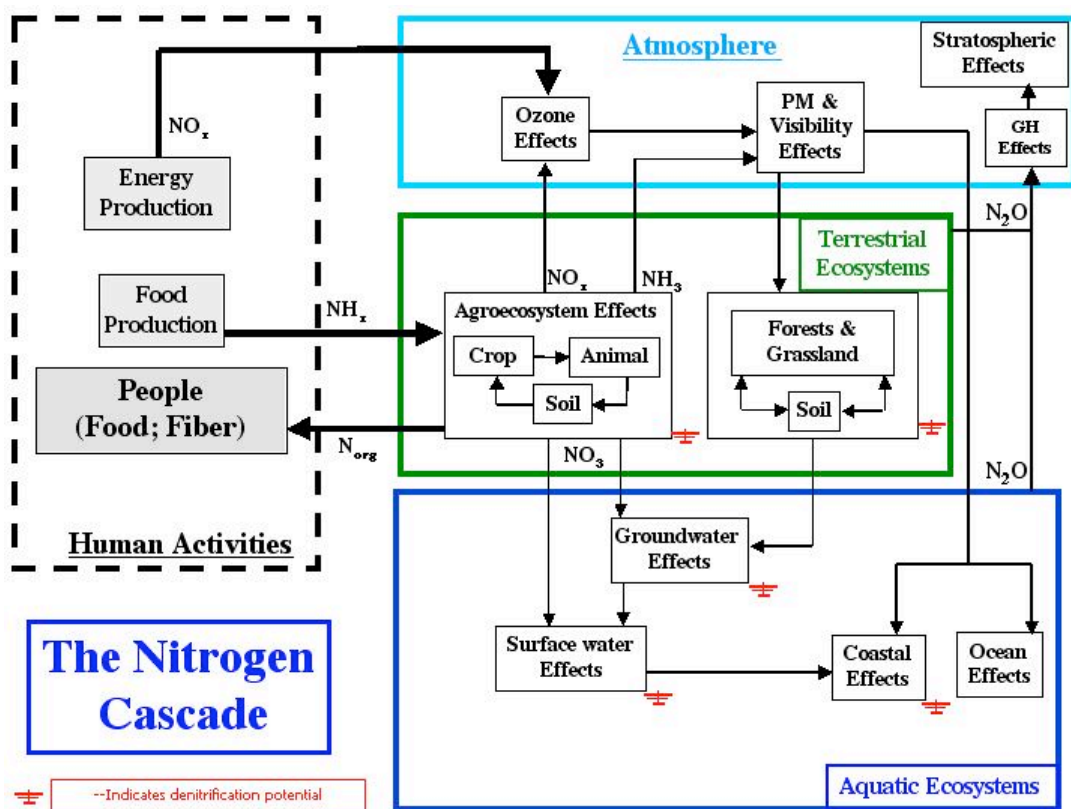 Atmosphere
Stratospheric
Effects
NOₓ
Ozone
Effects
PM &
Visibility
Effects
GH
Effects
Energy
Production
N₂O
Terrestrial
Ecosystems
Food
Production
NHₓ
NOₓ
NH₃
Agroecosystem Effects
Crop
Animal
Soil
Forests &
Grassland
Soil
People
(Food; Fiber)
Nₒᵣg
NO₃
N₂O
Human Activities
Groundwater
Effects
Surface water
Effects
Coastal
Effects
Ocean
Effects
The Nitrogen
Cascade
--Indicates denitrification potential
Aquatic Ecosystems